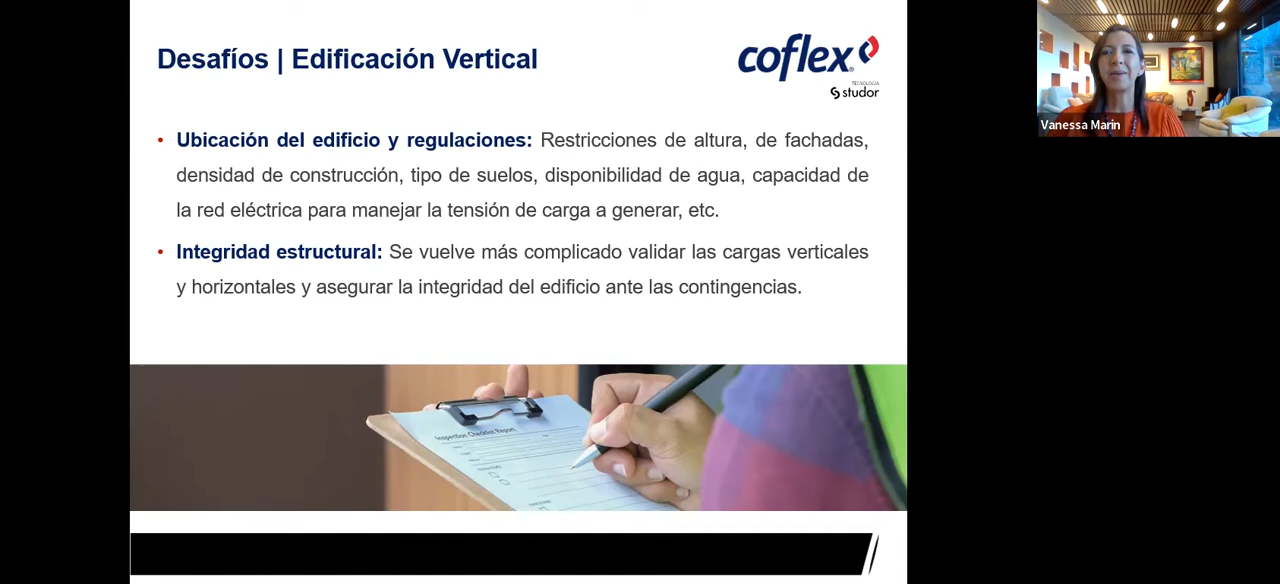 Desafíos | Edificación Vertical
coflex®
TECNOLOGÍA
studor
Vanessa Marin
• Ubicación del edificio y regulaciones: Restricciones de altura, de fachadas,
densidad de construcción, tipo de suelos, disponibilidad de agua, capacidad de
la red eléctrica para manejar la tensión de carga a generar, etc.
• Integridad estructural: Se vuelve más complicado validar las cargas verticales
y horizontales y asegurar la integridad del edificio ante las contingencias.
Inspection Checklist Report